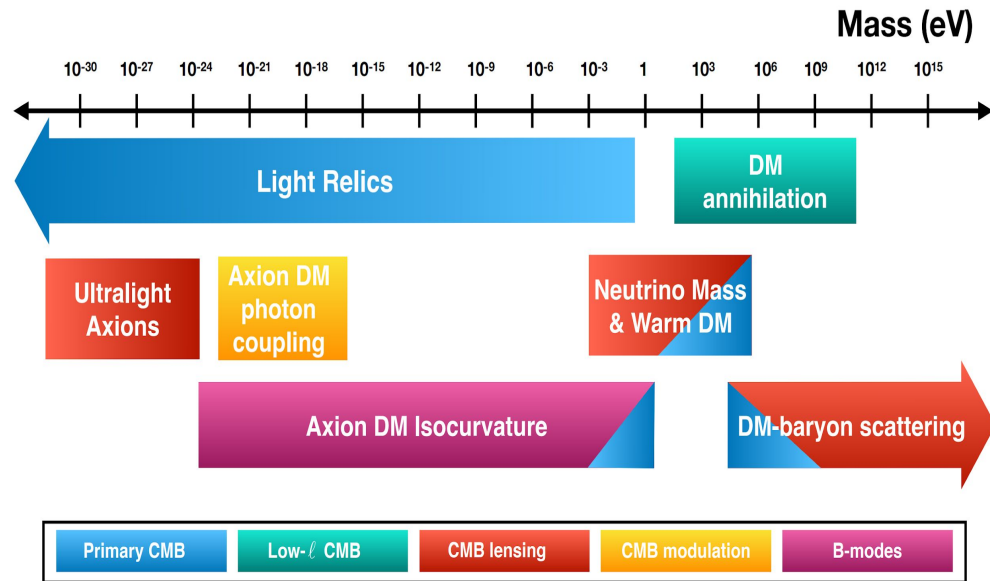 Mass (eV)
10⁻³⁰ 10⁻²⁷ 10⁻²⁴ 10⁻²¹ 10⁻¹⁸ 10⁻¹⁵ 10⁻¹² 10⁻⁹ 10⁻⁶ 10⁻³ 1 10³ 10⁶ 10⁹ 10¹² 10¹⁵
Light Relics
DM
annihilation
Ultralight
Axions
Axion DM
photon
coupling
Neutrino Mass
& Warm DM
Axion DM Isocurvature
DM-baryon scattering
Primary CMB
Low-ℓ CMB
CMB lensing
CMB modulation
B-modes